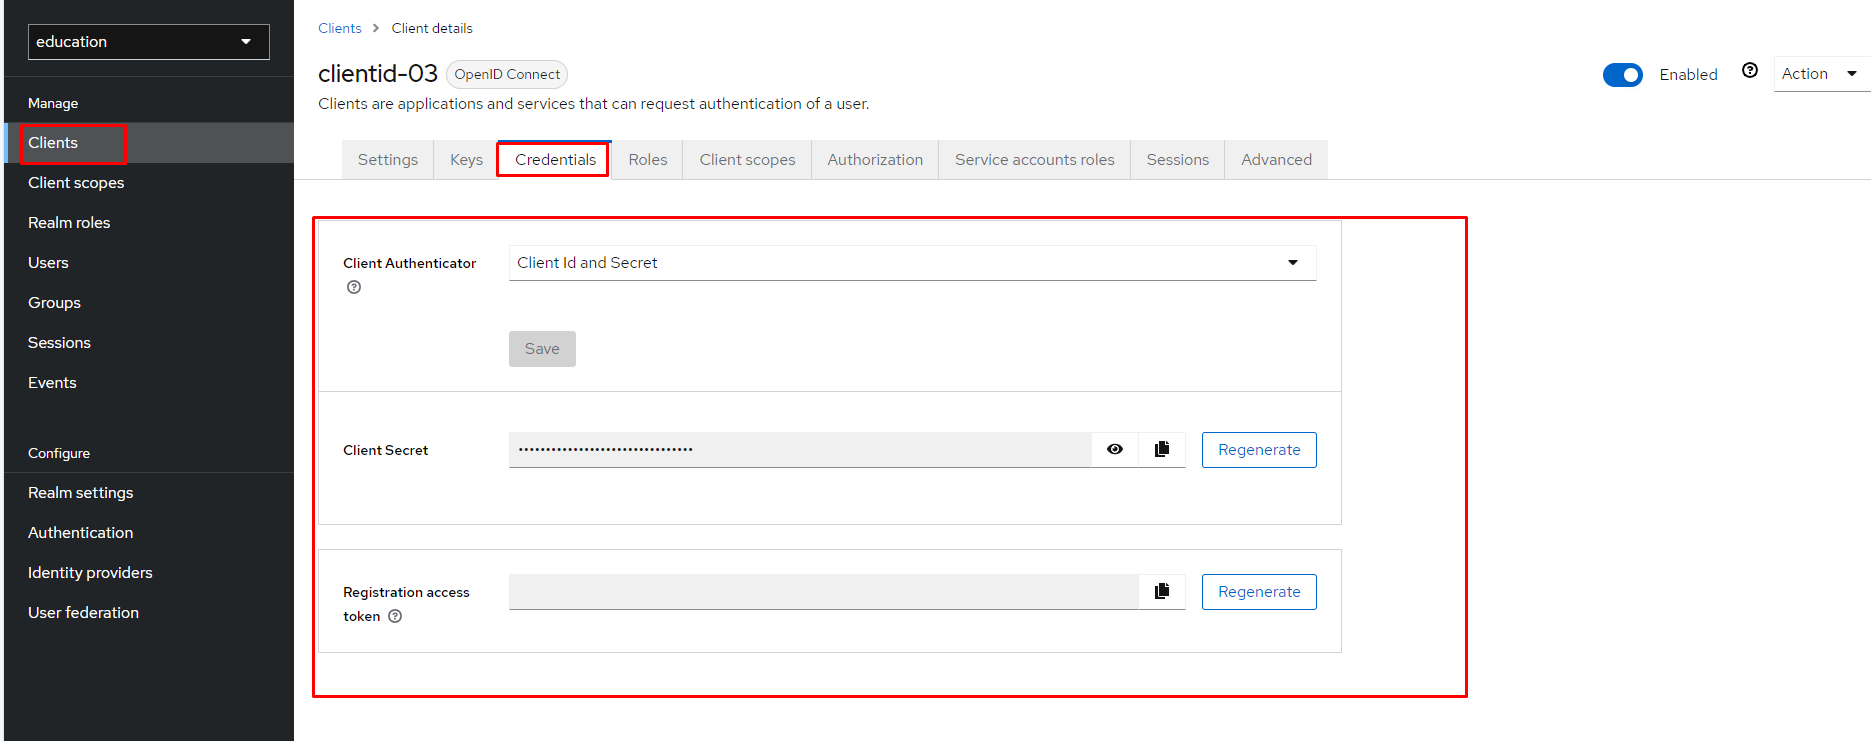 education
Manage
Clients
Client scopes
Realm roles
Users
Groups
Sessions
Events
Configure
Realm settings
Authentication
Identity providers
User federation
Clients > Client details
clientid-03 OpenID Connect
Clients are applications and services that can request authentication of a user.
Enabled
Action
Settings Keys Credentials Roles Client scopes Authorization Service accounts roles Sessions Advanced
Client Authenticator
Client Id and Secret
Save
Client Secret
••••••••••••••••••••••••••••••••
Regenerate
Registration access
token
Regenerate